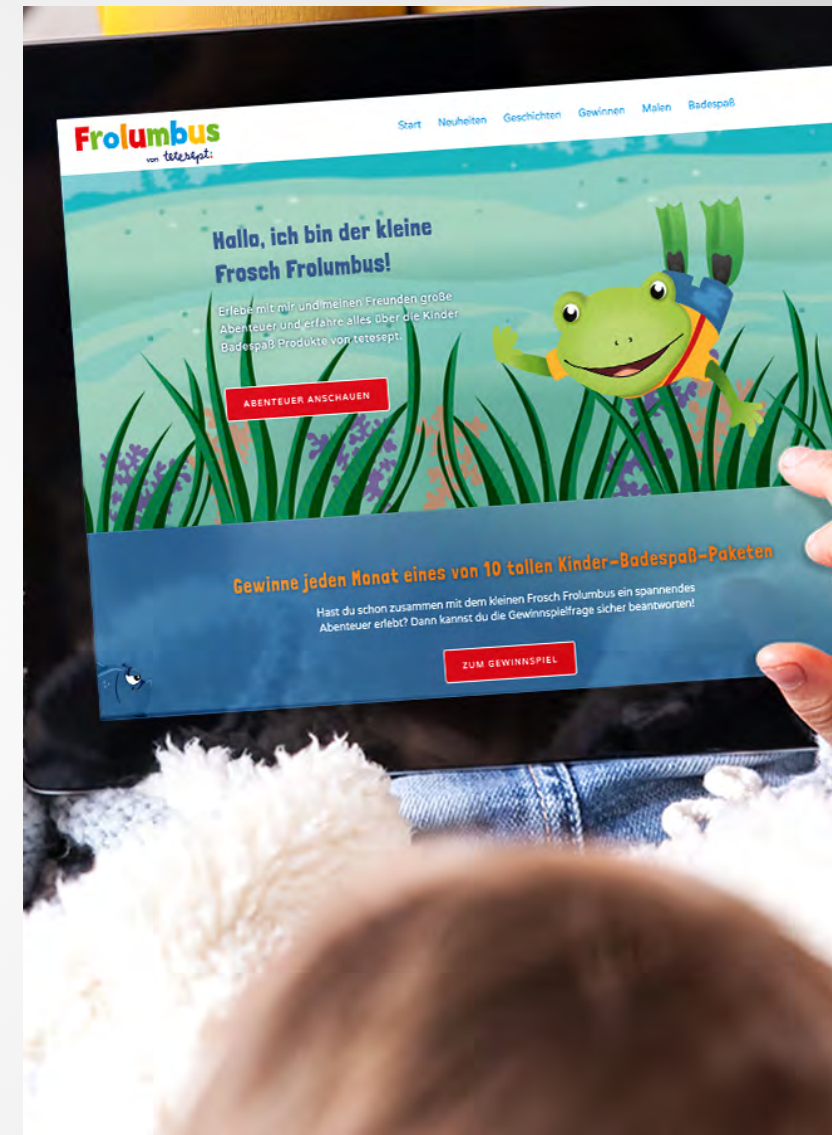 Frolumbus
von tetesept:
Start Neuheiten Geschichten Gewinnen Malen Badespaß
Hallo, ich bin der kleine
Frosch Frolumbus!
Erlebe mit mir und meinen Freunden große
Abenteuer und erfahre alles über die Kinder
Badespaß Produkte von tetesept.
ABENTEUER ANSCHAUEN
Gewinne jeden Monat eines von 10 tollen Kinder-Badespaß-Paketen
Hast du schon zusammen mit dem kleinen Frosch Frolumbus ein spannendes
Abenteuer erlebt? Dann kannst du die Gewinnspielfrage sicher beantworten!
ZUM GEWINNSPIEL